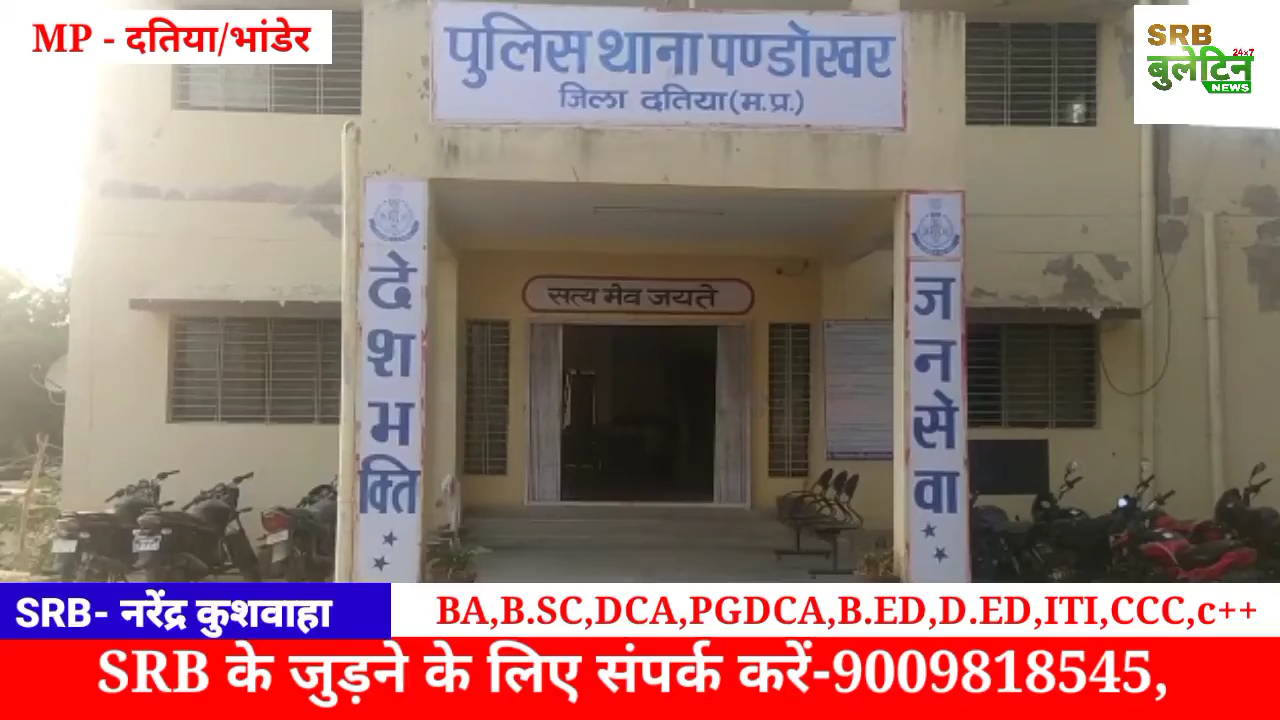 MP - दतिया/भांडेर
SRB
बुलेटिन
24x7
NEWS
पुलिस थाना पण्डोखर
जिला दतिया(म.प्र.)
सत्य मेव जयते
देशभक्ति
जनसेवा
SRB- नरेंद्र कुशवाहा
BA,B.SC,DCA,PGDCA,B.ED,D.ED,ITI,CCC,c++
SRB के जुड़ने के लिए संपर्क करें-9009818545,